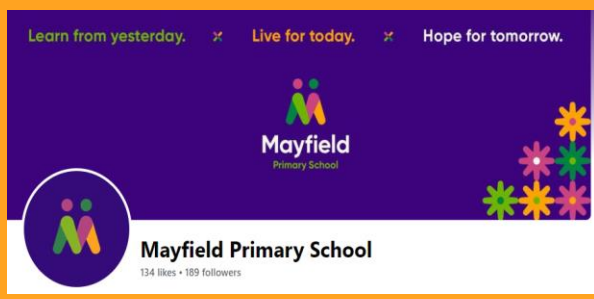 Learn from yesterday. Live for today. Hope for tomorrow.
Mayfield
Primary School
Mayfield Primary School
134 likes • 189 followers